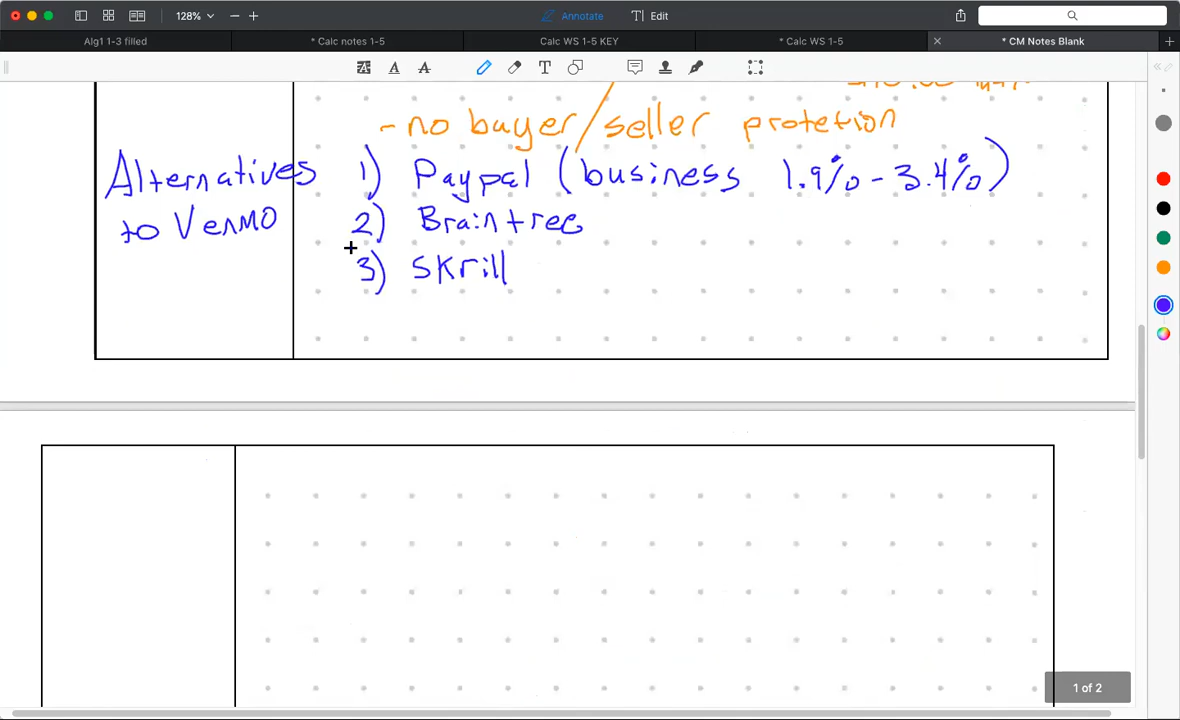 128%
Annotate
Edit
Alg1 1-3 filled
* Calc notes 1-5
Calc WS 1-5 KEY
* Calc WS 1-5
* CM Notes Blank
- no buyer/seller protetion
Alternatives
to VenMO
1) Paypal (business 1.9% - 3.4%)
2) Braintree
3) Skrill
1 of 2